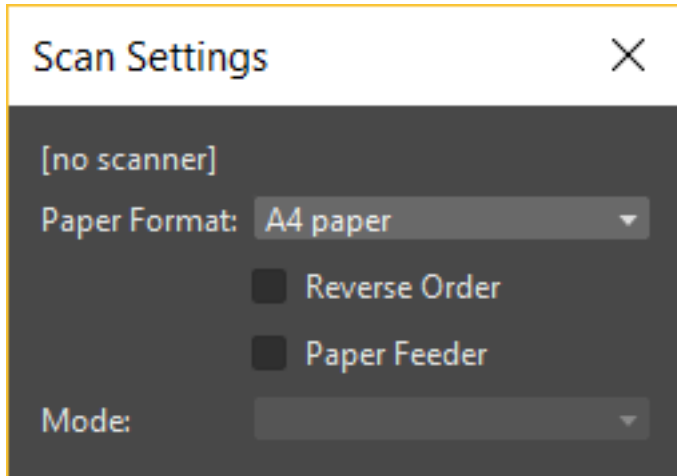 Scan Settings
[no scanner]
Paper Format: A4 paper
Reverse Order
Paper Feeder
Mode: